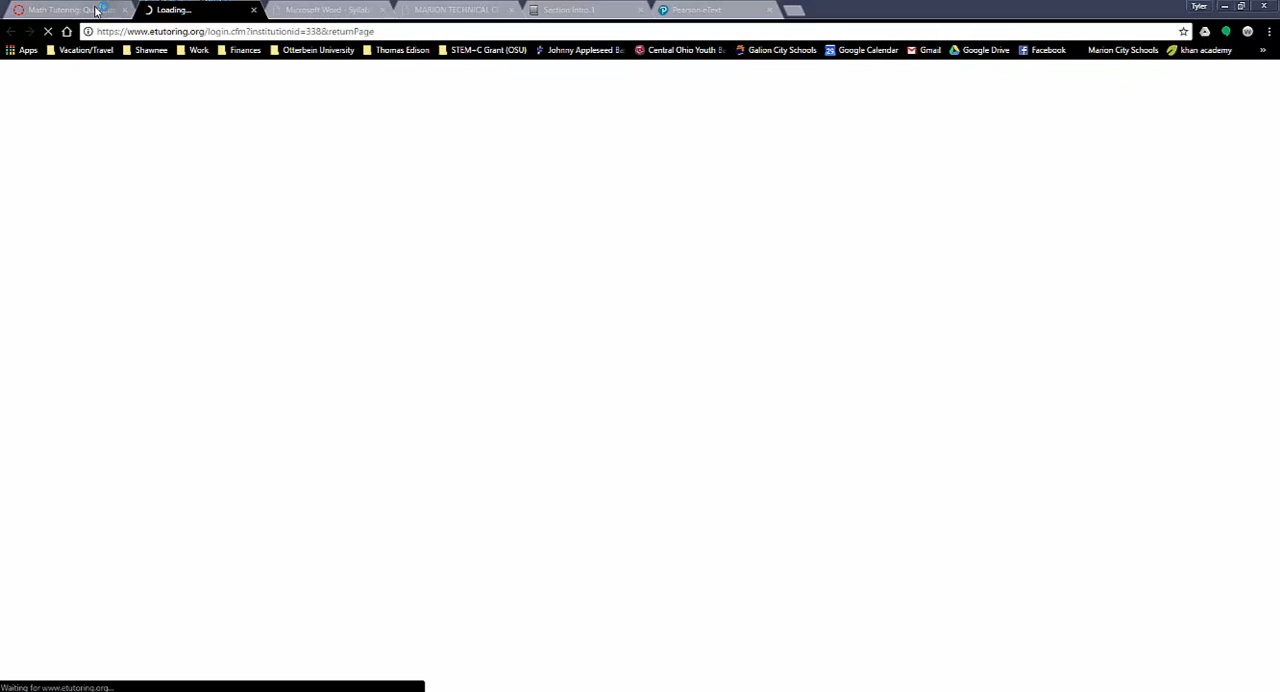 Math Tutoring: Loading... Microsoft Word - Syllab MARION TECHNICAL CO Section Intro.1 Pearson eText Tyler
https://www.etutoring.org/login.cfm?institutionid=338&returnPage
Apps Vacation/Travel Shawnee Work Finances Otterbein University Thomas Edison STEM-C Grant (OSU) Johnny Appleseed Ba Central Ohio Youth Ba Galion City Schools Google Calendar Gmail Google Drive Facebook Marion City Schools khan academy »
Waiting for www.etutoring.org...